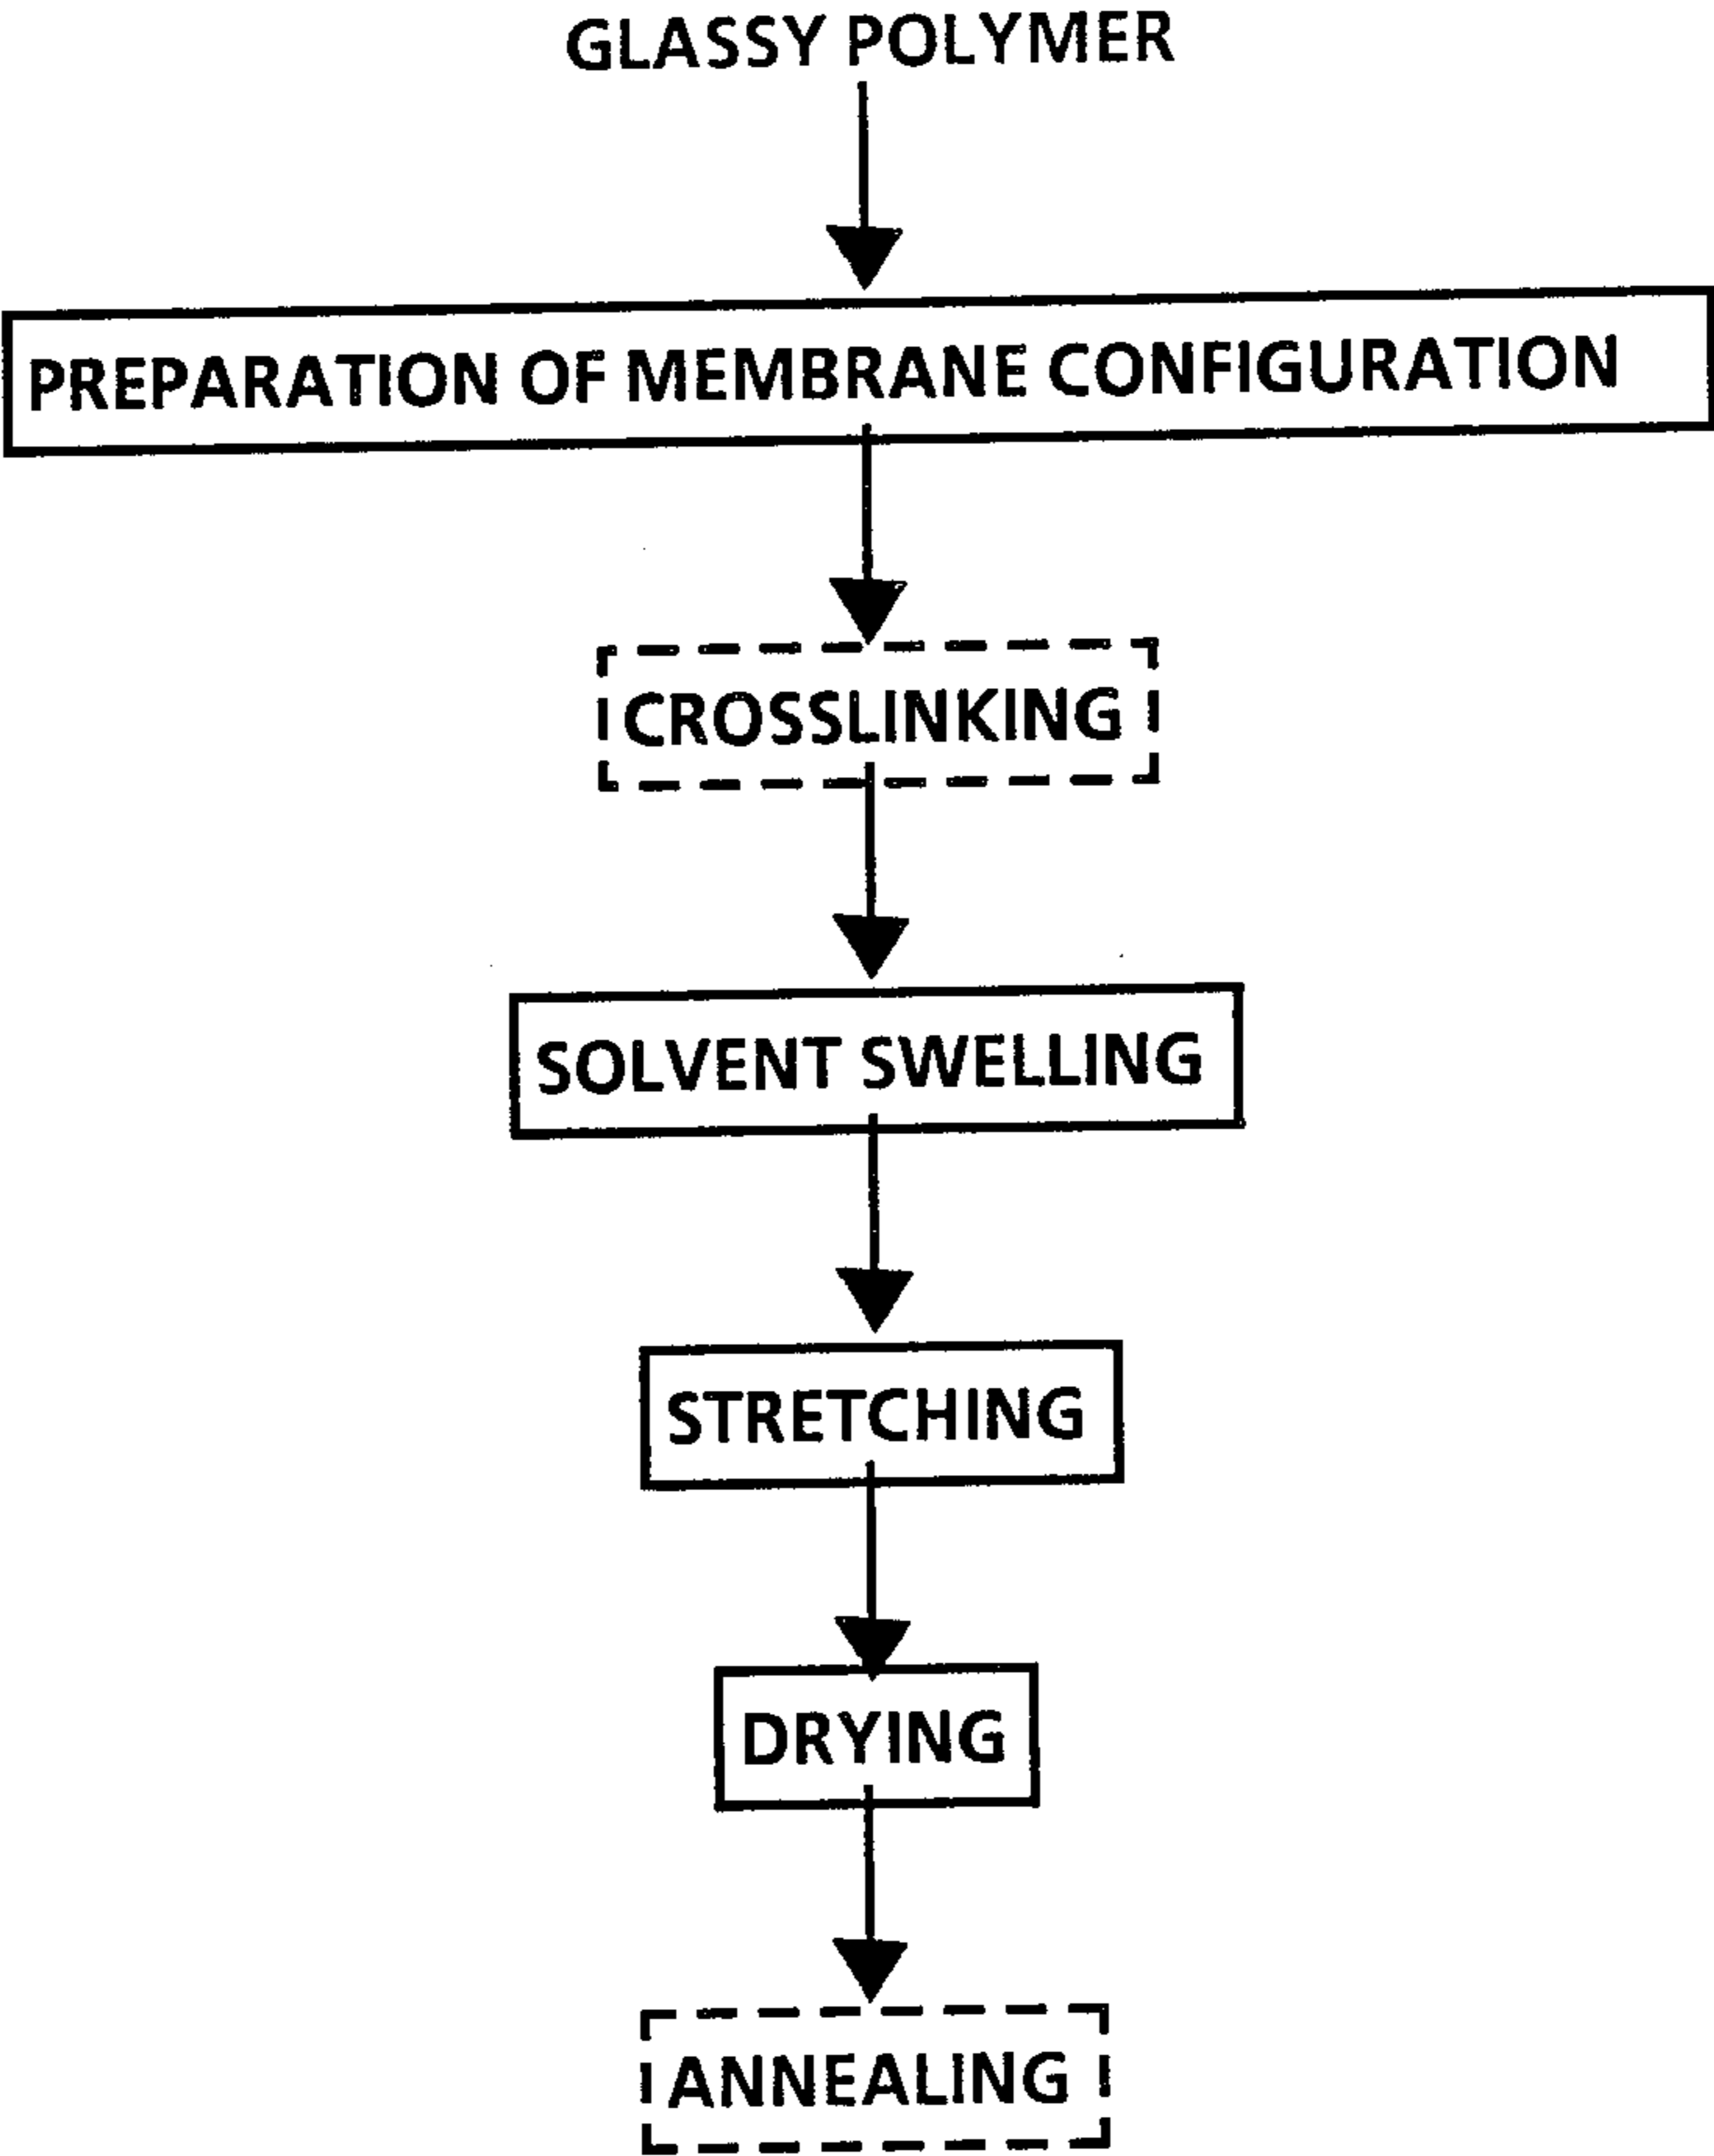 GLASSY POLYMER
PREPARATION OF MEMBRANE CONFIGURATION
CROSSLINKING
SOLVENT SWELLING
STRETCHING
DRYING
ANNEALING